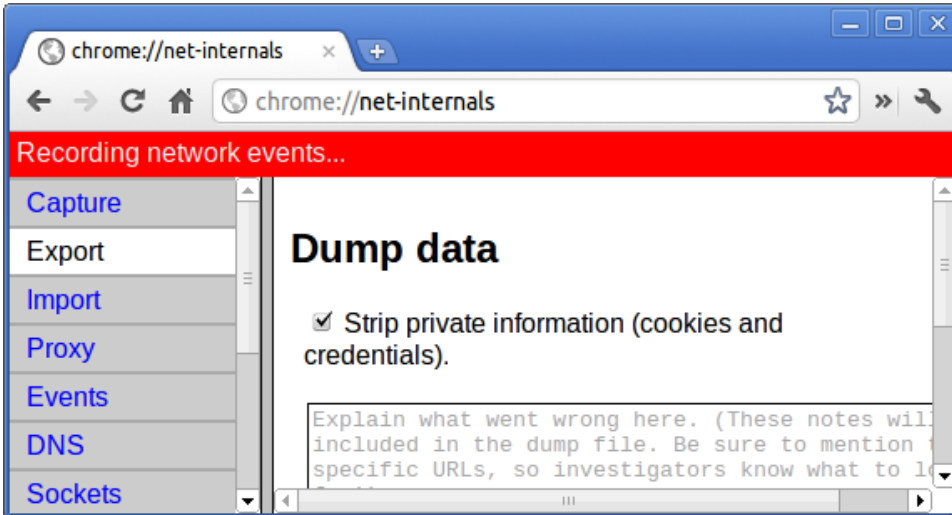 chrome://net-internals
chrome://net-internals
Recording network events...
Capture
Export
Import
Proxy
Events
DNS
Sockets
Dump data
Strip private information (cookies and
credentials).
Explain what went wrong here. (These notes will
included in the dump file. Be sure to mention
specific URLs, so investigators know what to